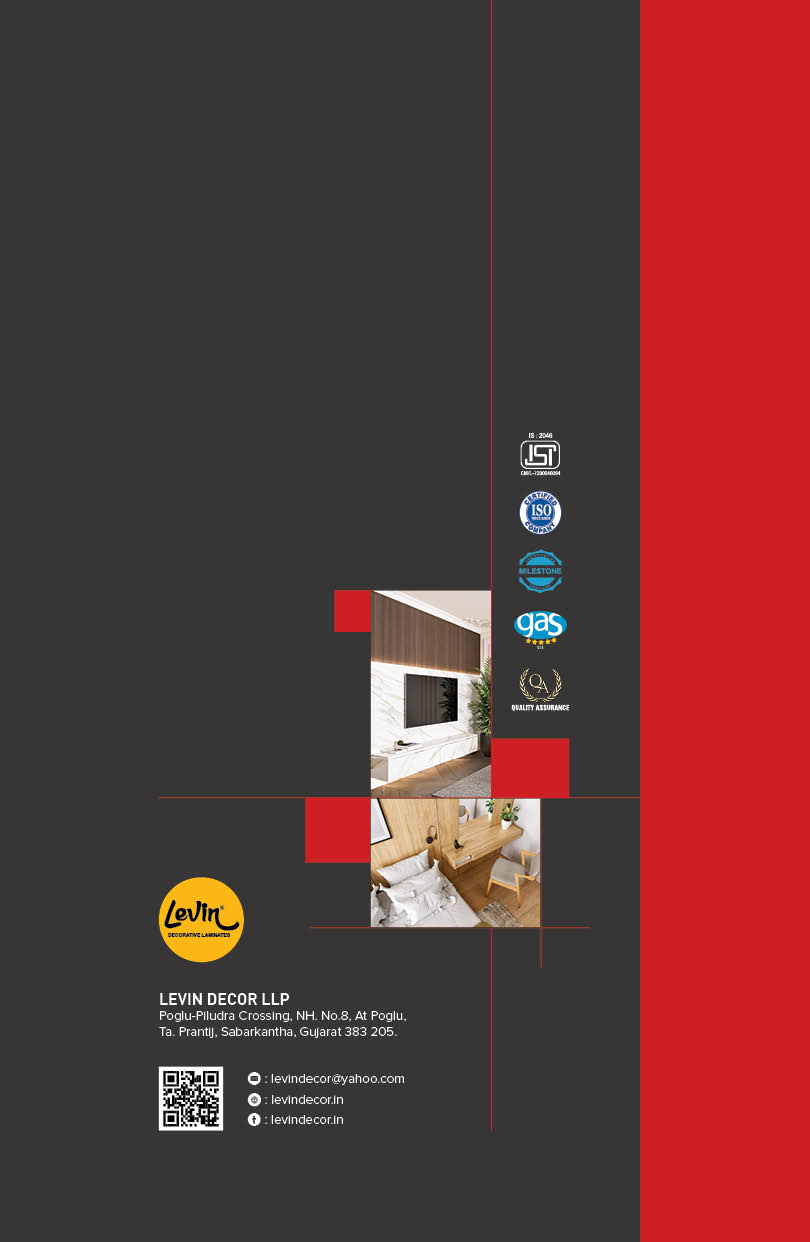 IS : 2046
ISI
CERTIFIED
ISO
COMPANY
MILESTONE
gas
QA
QUALITY ASSURANCE
Levin®
DECORATIVE LAMINATES
LEVIN DECOR LLP
Poglu-Piludra Crossing, NH. No.8, At Poglu,
Ta. Prantij, Sabarkantha, Gujarat 383 205.
: levindecor@yahoo.com
: levindecor.in
: levindecor.in